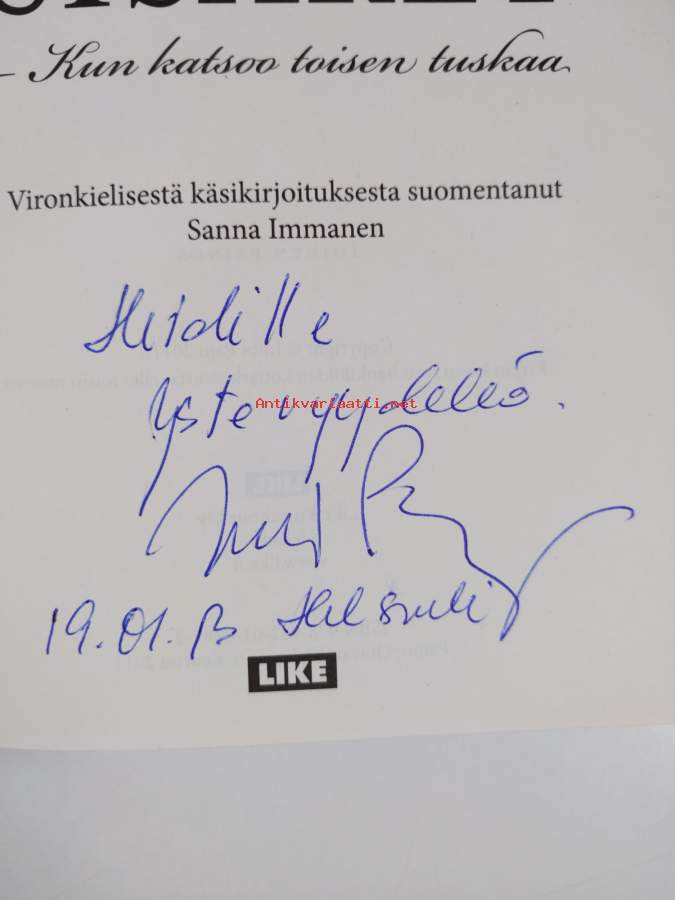 – Kun katsoo toisen tuskaa
Vironkielisestä käsikirjoituksesta suomentanut
Sanna Immanen
Heidille
Ystävyydellä.
Antikvariaatti.net
19.01.13 Helsinki
LIKE